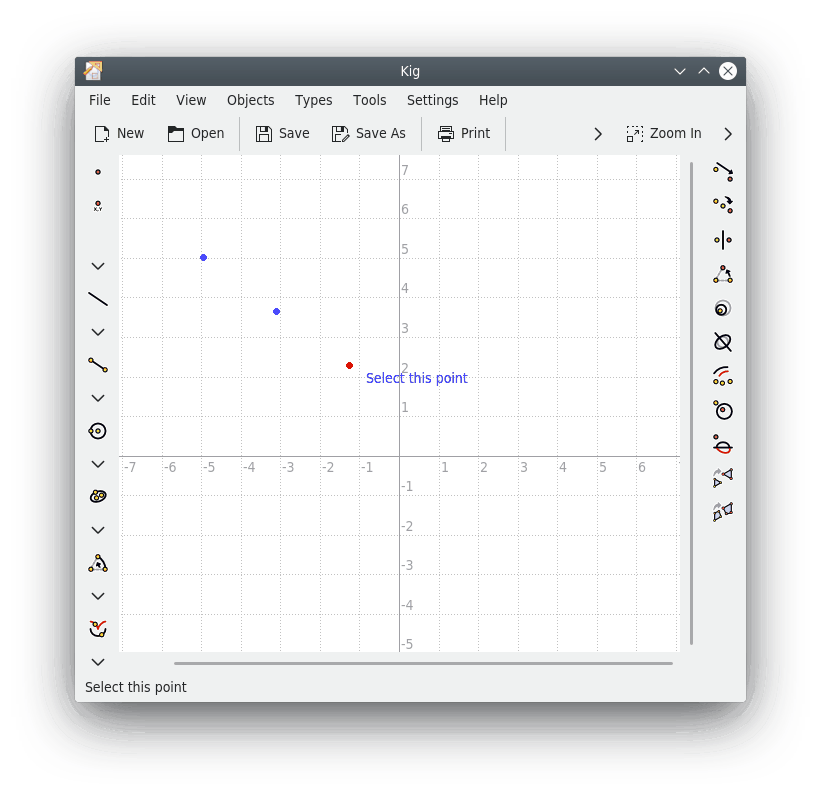 Kig
File Edit View Objects Types Tools Settings Help
New Open Save Save As Print Zoom In
X,Y
7
6
5
4
3
2
Select this point
1
-7 -6 -5 -4 -3 -2 -1 1 2 3 4 5 6
-1
-2
-3
-4
-5
Select this point